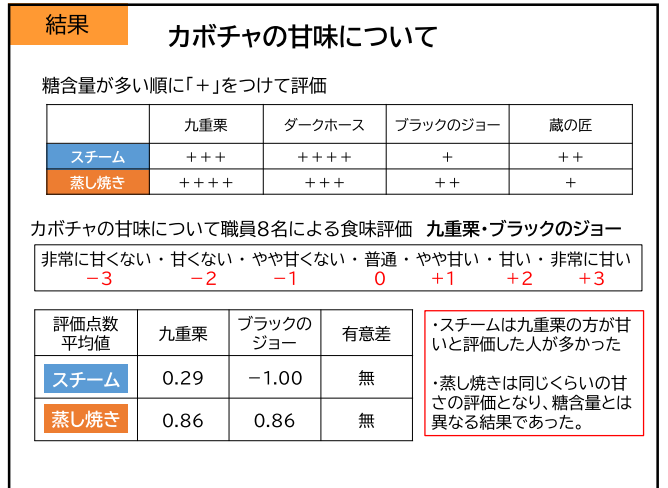 結果
カボチャの甘味について
糖含量が多い順に｢＋｣をつけて評価
九重栗 ダークホース ブラックのジョー 蔵の匠
スチーム +++ ++++ + ++
蒸し焼き ++++ +++ ++ +
カボチャの甘味について職員8名による食味評価 九重栗・ブラックのジョー
非常に甘くない・甘くない・やや甘くない・普通・やや甘い・甘い・非常に甘い
−3 −2 −1 0 +1 +2 +3
評価点数
平均値 九重栗 ブラックの
ジョー 有意差
スチーム 0.29 −1.00 無
蒸し焼き 0.86 0.86 無
・スチームは九重栗の方が甘
いと評価した人が多かった
・蒸し焼きは同じくらいの甘
さの評価となり、糖含量とは
異なる結果であった。